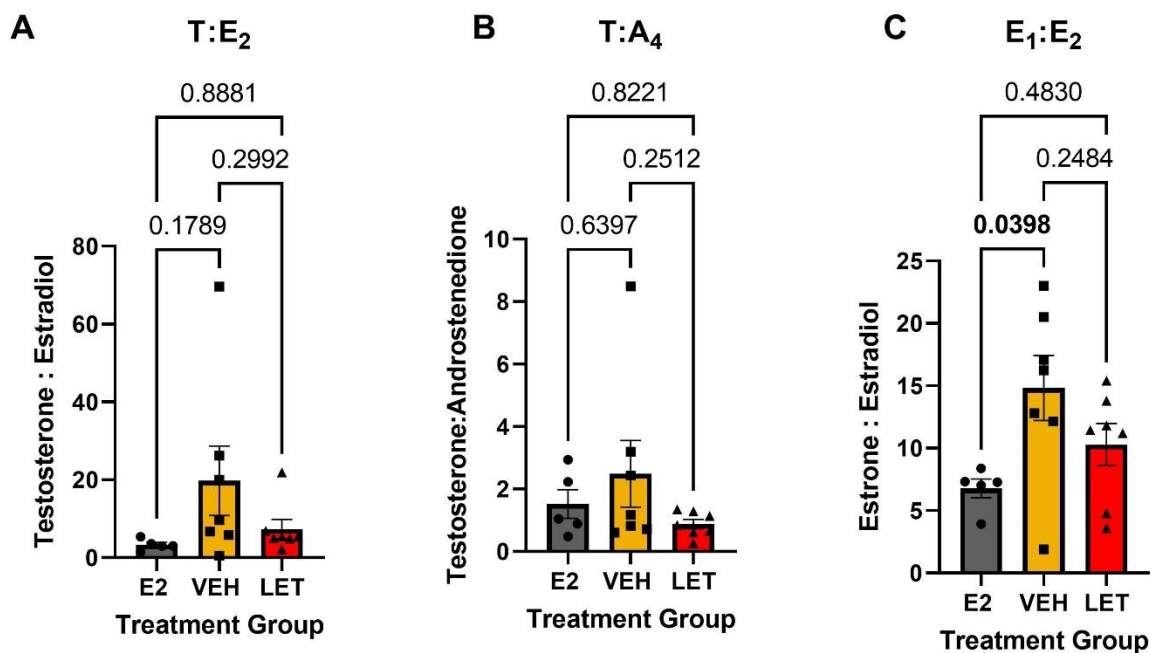 A
T:E₂
0.8881
0.2992
0.1789
80
60
40
20
0
Testosterone : Estradiol
E2 VEH LET
Treatment Group
B
T:A₄
0.8221
0.2512
0.6397
10
8
6
4
2
0
Testosterone:Androstenedione
E2 VEH LET
Treatment Group
C
E₁:E₂
0.4830
0.2484
0.0398
25
20
15
10
5
0
Estrone : Estradiol
E2 VEH LET
Treatment Group